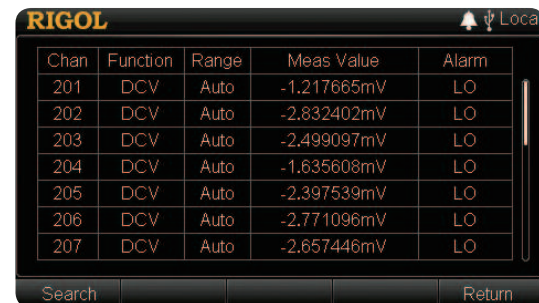 RIGOL Loca
Chan Function Range Meas Value Alarm
201 DCV Auto -1.217665mV LO
202 DCV Auto -2.832402mV LO
203 DCV Auto -2.499097mV LO
204 DCV Auto -1.635608mV LO
205 DCV Auto -2.397539mV LO
206 DCV Auto -2.771096mV LO
207 DCV Auto -2.657446mV LO
Search Return